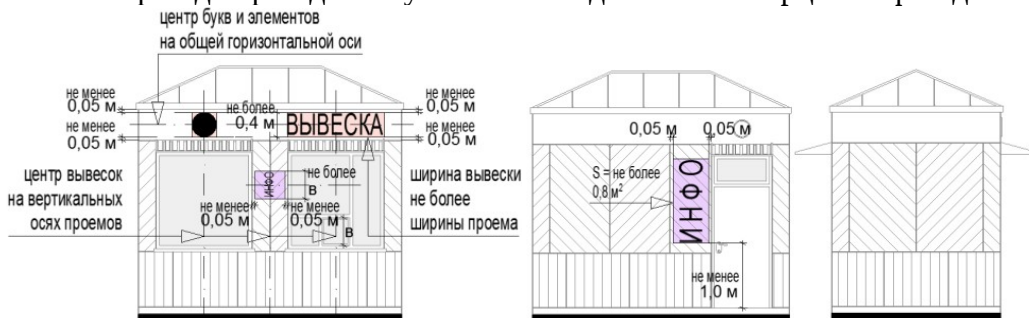 центр букв и элементов
на общей горизонтальной оси
не менее
0,05 м
не менее
0,05 м
не более
0,4 м
ВЫВЕСКА
не менее
0,05 м
не менее
0,05 м
центр вывесок
на вертикальных
осях проемов
ИНФО
не более
в
не менее
0,05 м
не менее
0,05 м
в
ширина вывески
не более
ширины проема
0,05 м
0,05 м
S = не более
0,8 м²
ИНФО
не менее
1,0 м